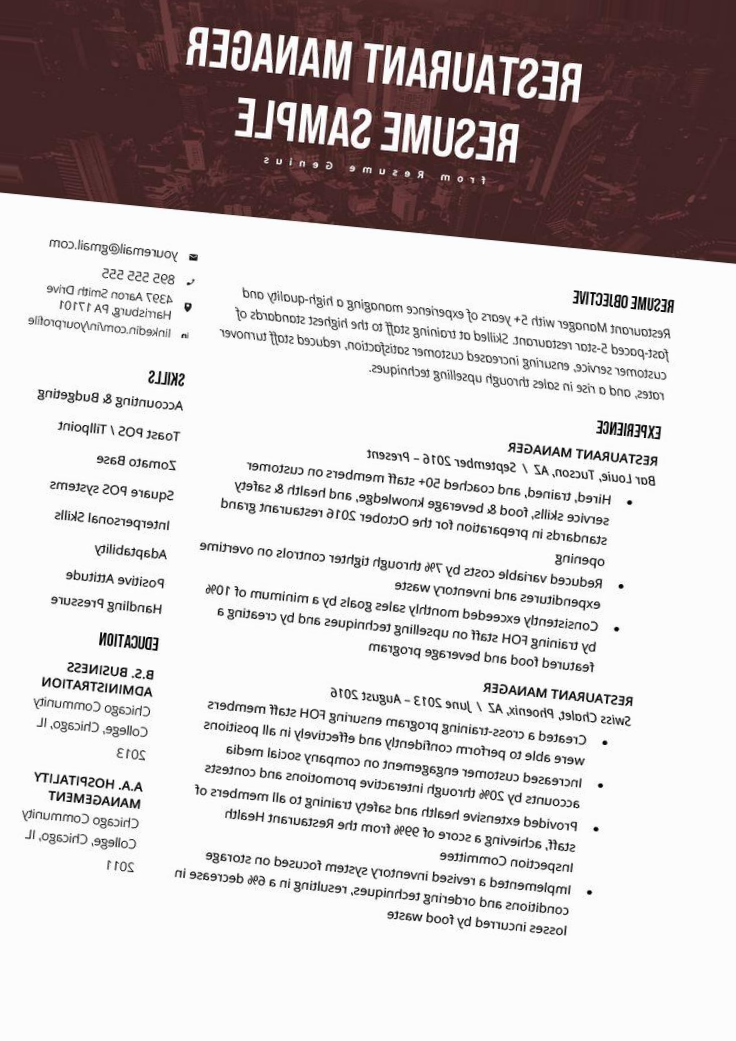 RESTAURANT MANAGER
RESUME SAMPLE
from Resume Genius
youremail@gmail.com
895 555 555
4397 Aaron Smith Drive
Harrisburg, PA 17101
linkedin.com/in/yourprofile
RESUME OBJECTIVE
Restaurant Manager with 5+ years of experience managing a high-quality and
fast-paced 5-star restaurant. Skilled at training staff to the highest standards of
customer service, ensuring increased customer satisfaction, reduced staff turnover
rates, and a rise in sales through upselling techniques.
EXPERIENCE
RESTAURANT MANAGER
Bar Louie, Tucson, AZ / September 2016 – Present
• Hired, trained, and coached 50+ staff members on customer
service skills, food & beverage knowledge, and health & safety
standards in preparation for the October 2016 restaurant grand
opening
• Reduced variable costs by 7% through tighter controls on overtime
expenditures and inventory waste
• Consistently exceeded monthly sales goals by a minimum of 10%
by training FOH staff on upselling techniques and by creating a
featured food and beverage program
RESTAURANT MANAGER
Swiss Chalet, Phoenix, AZ / June 2013 – August 2016
• Created a cross-training program ensuring FOH staff members
were able to perform confidently and effectively in all positions
• Increased customer engagement on company social media
accounts by 20% through interactive promotions and contests
• Provided extensive health and safety training to all members of
staff, achieving a score of 99% from the Restaurant Health
Inspection Committee
• Implemented a revised inventory system focused on storage
conditions and ordering techniques, resulting in a 6% decrease in
losses incurred by food waste
SKILLS
Accounting & Budgeting
Toast POS / Tillpoint
Zomato Base
Square POS systems
Interpersonal Skills
Adaptability
Positive Attitude
Handling Pressure
EDUCATION
B.S. BUSINESS
ADMINISTRATION
Chicago Community
College, Chicago, IL
2013
A.A. HOSPITALITY
MANAGEMENT
Chicago Community
College, Chicago, IL,
2011